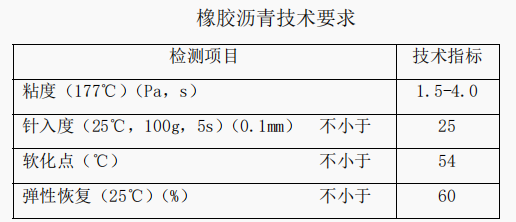 橡胶沥青技术要求
检测项目 技术指标
粘度（177℃）（Pa，s） 1.5-4.0
针入度（25℃，100g，5s）（0.1mm） 不小于 25
软化点（℃） 不小于 54
弹性恢复（25℃）（%） 不小于 60